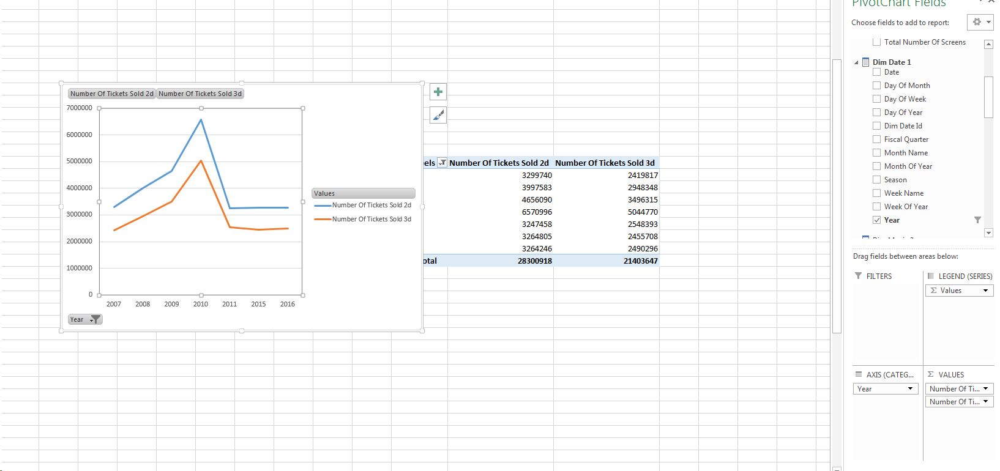 PivotChart Fields
Choose fields to add to report:
Total Number Of Screens
Dim Date 1
Date
Day Of Month
Day Of Week
Day Of Year
Dim Date Id
Fiscal Quarter
Month Name
Month Of Year
Season
Week Name
Week Of Year
Year
Drag fields between areas below:
FILTERS
LEGEND (SERIES)
Σ Values
AXIS (CATEG...
Year
Σ VALUES
Number Of Ti...
Number Of Ti...
Number Of Tickets Sold 2d Number Of Tickets Sold 3d
7000000
6000000
5000000
4000000
3000000
2000000
1000000
0
2007 2008 2009 2010 2011 2015 2016
Year
Values
Number Of Tickets Sold 2d
Number Of Tickets Sold 3d
els Number Of Tickets Sold 2d Number Of Tickets Sold 3d
3299740 2419817
3997583 2948348
4656090 3496315
6570996 5044770
3247458 2548393
3264805 2455708
3264246 2490296
otal 28300918 21403647